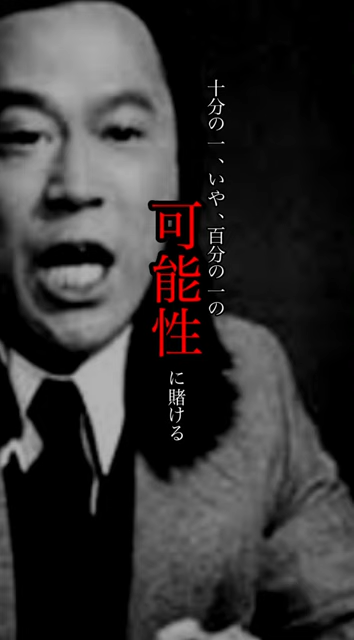 十分の一、いや、百分の一の
可能性
に賭ける